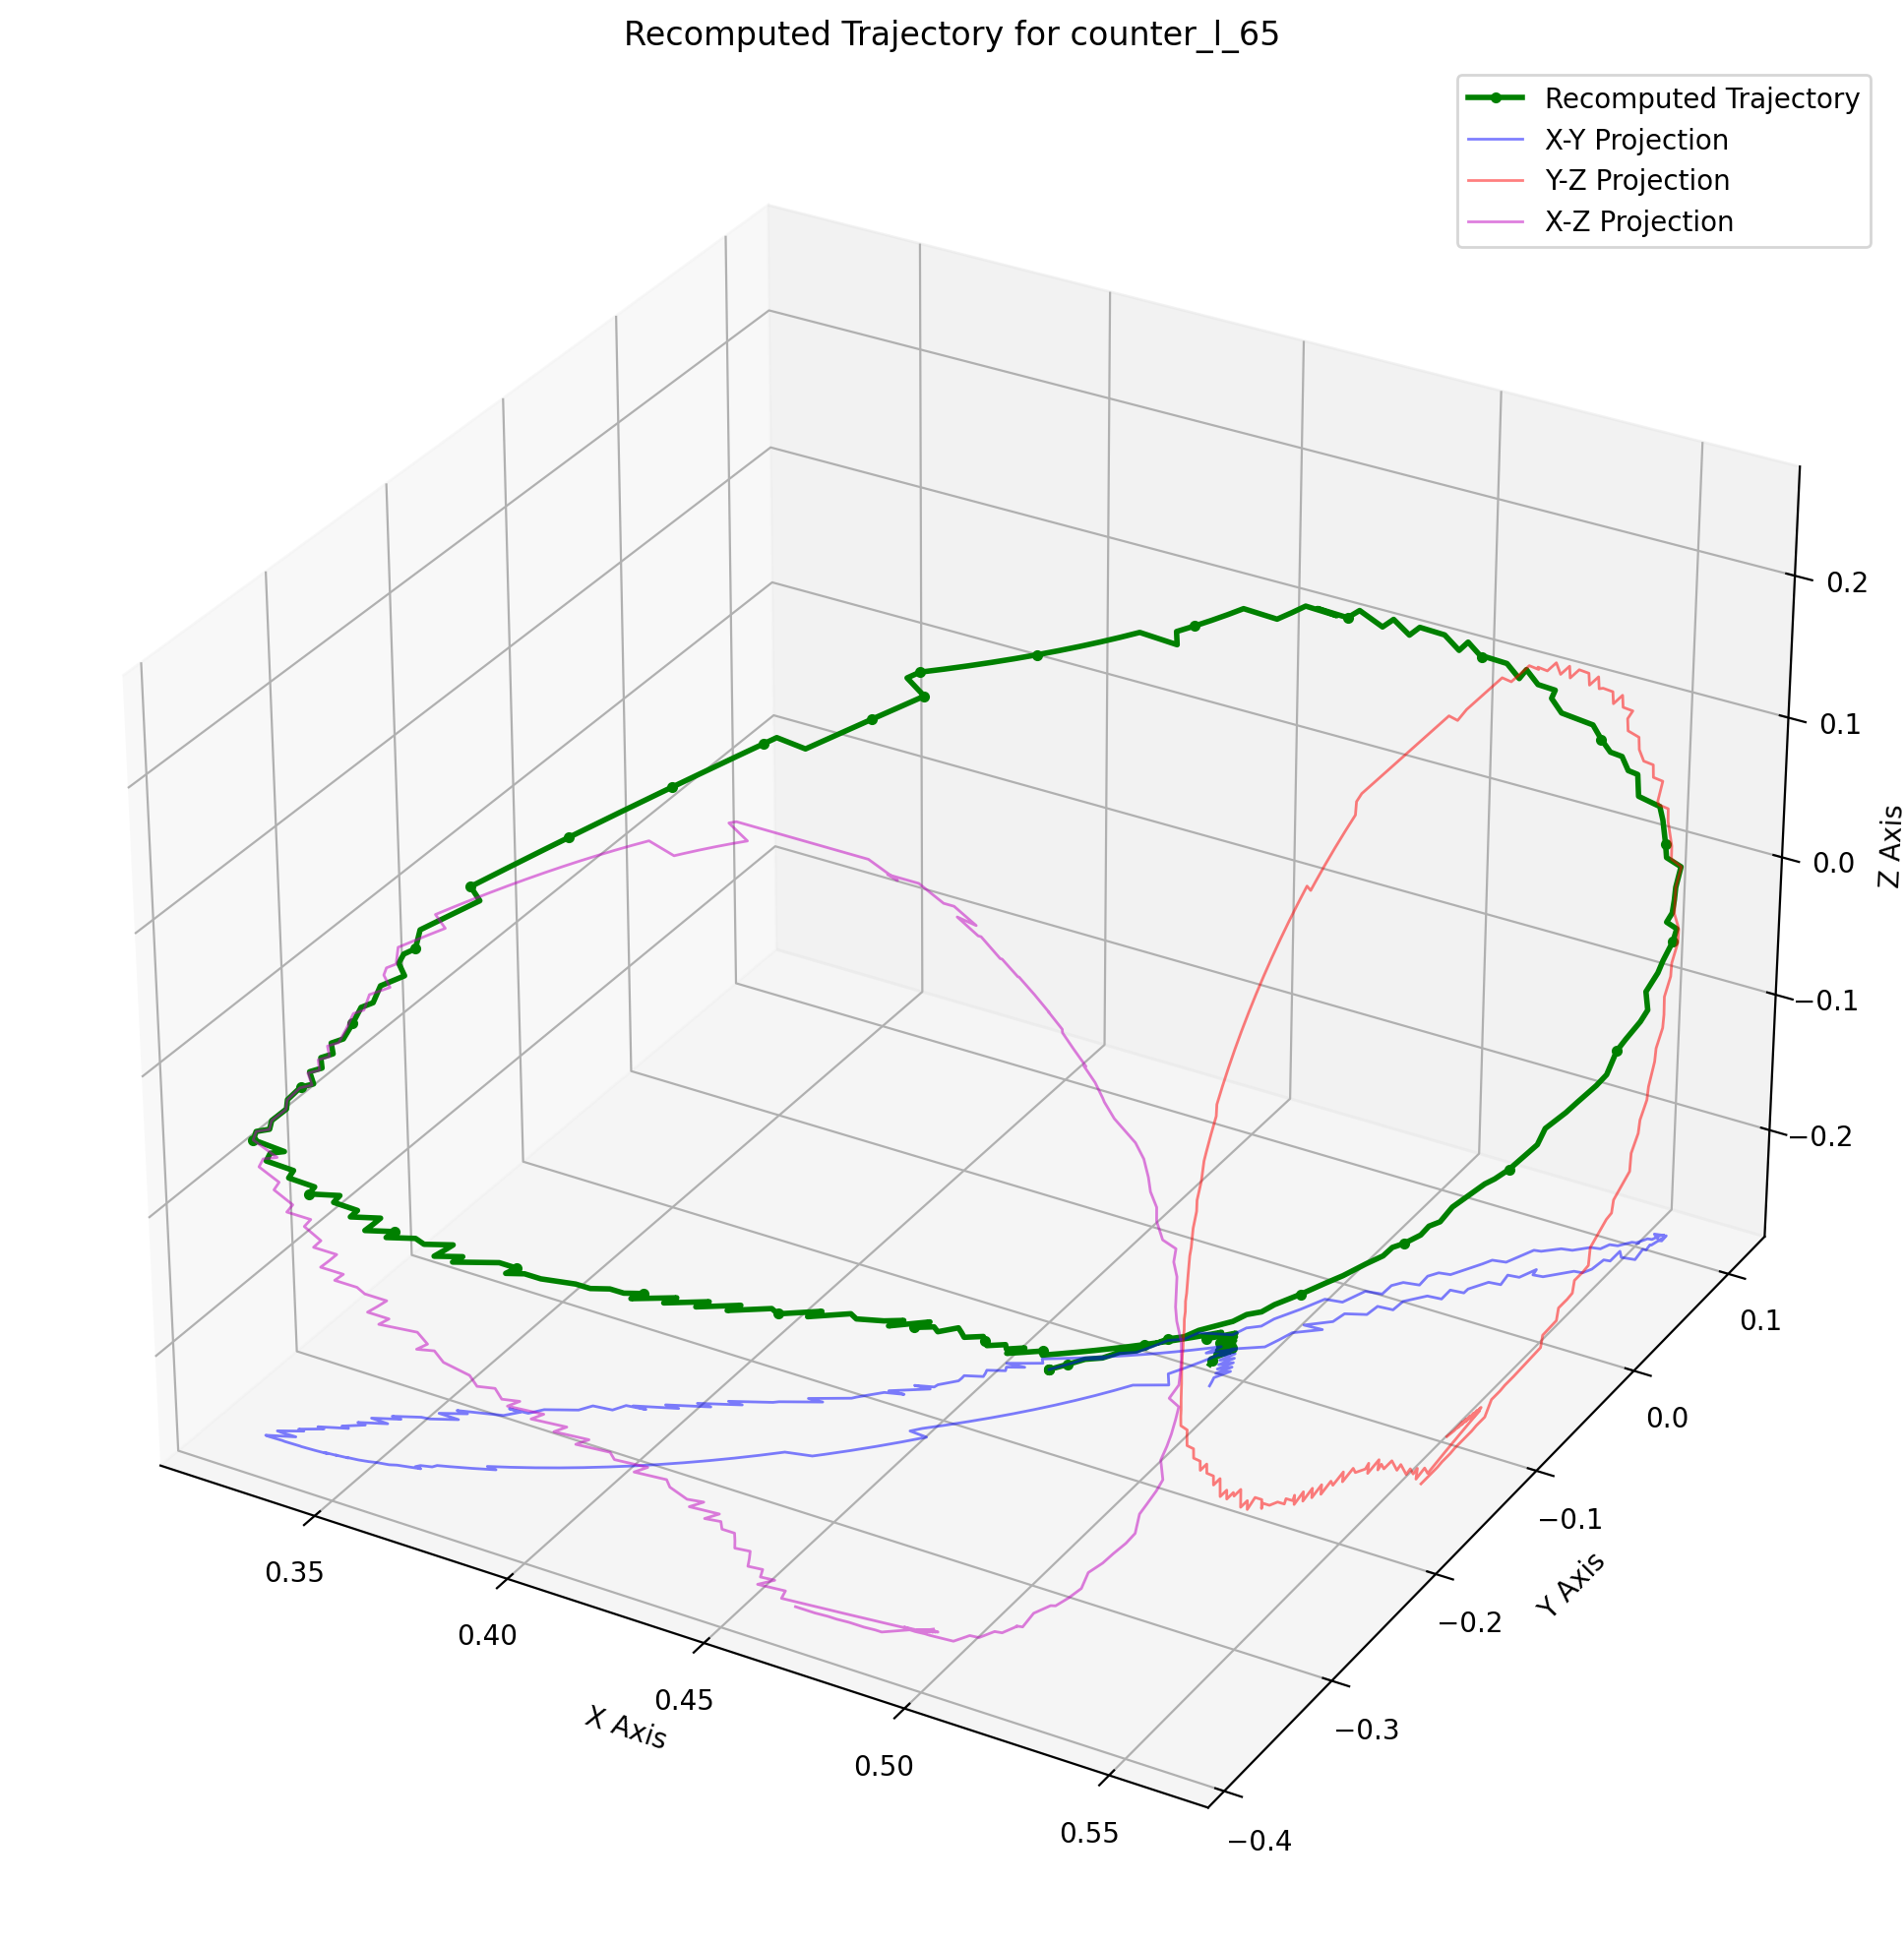 Recomputed Trajectory for counter_l_65
Recomputed Trajectory
X-Y Projection
Y-Z Projection
X-Z Projection
0.2
0.1
0.0
−0.1
−0.2
Z Axis
0.1
0.0
−0.1
−0.2
−0.3
−0.4
Y Axis
0.35
0.40
0.45
0.50
0.55
X Axis